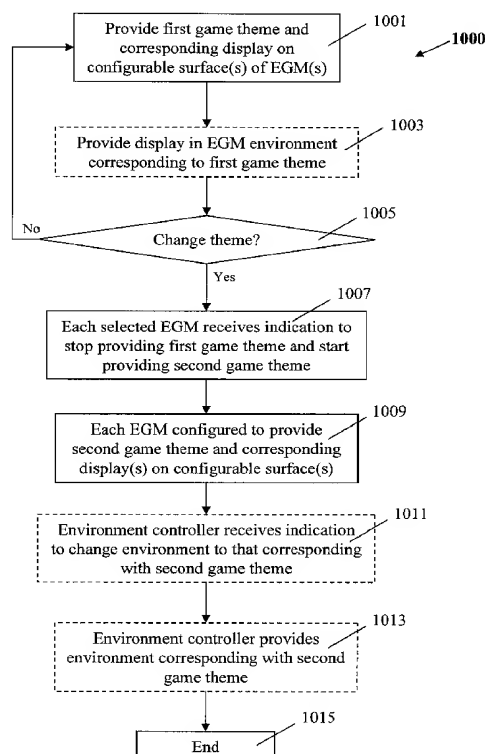 1001
Provide first game theme and
corresponding display on
configurable surface(s) of EGM(s)
1000
1003
Provide display in EGM environment
corresponding to first game theme
1005
No
Change theme?
Yes
1007
Each selected EGM receives indication to
stop providing first game theme and start
providing second game theme
1009
Each EGM configured to provide
second game theme and corresponding
display(s) on configurable surface(s)
1011
Environment controller receives indication
to change environment to that corresponding
with second game theme
1013
Environment controller provides
environment corresponding with second
game theme
1015
End